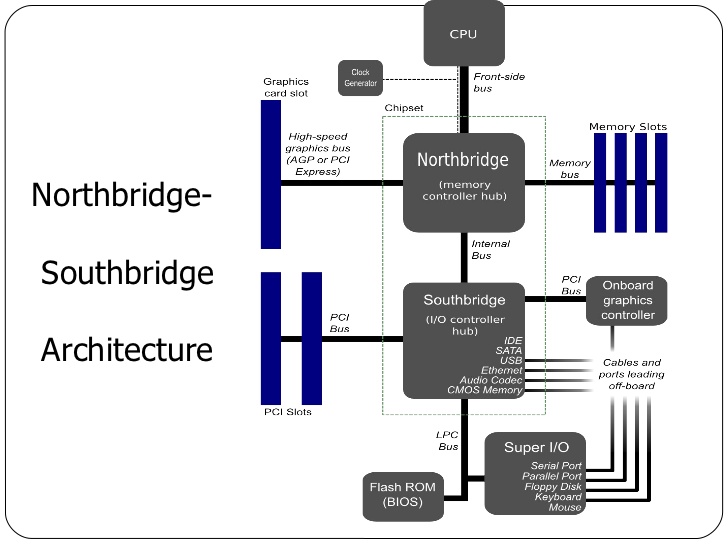 Northbridge-
Southbridge
Architecture
CPU
Clock
Generator
Front-side
bus
Graphics
card slot
Chipset
High-speed
graphics bus
(AGP or PCI
Express)
Northbridge
(memory
controller hub)
Memory
bus
Memory Slots
Internal
Bus
PCI
Bus
PCI Slots
Southbridge
(I/O controller
hub)
IDE
SATA
USB
Ethernet
Audio Codec
CMOS Memory
PCI
Bus
Onboard
graphics
controller
Cables and
ports leading
off-board
LPC
Bus
Super I/O
Serial Port
Parallel Port
Floppy Disk
Keyboard
Mouse
Flash ROM
(BIOS)